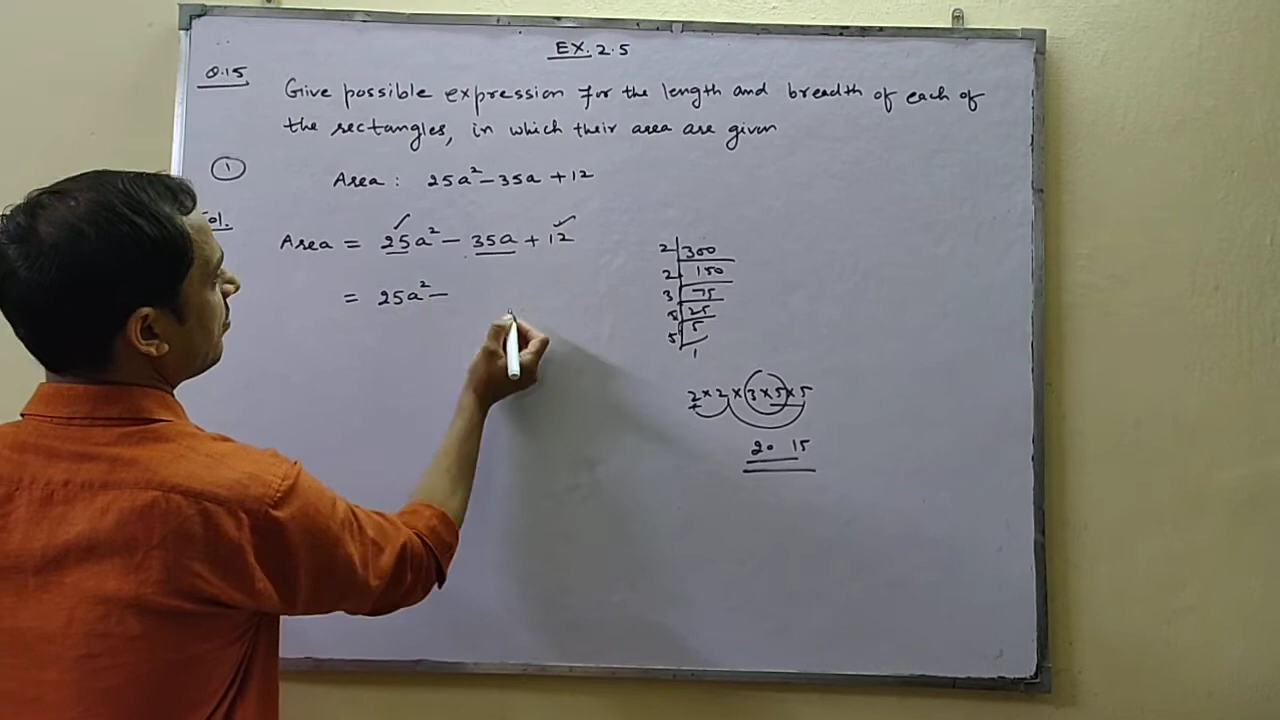 EX. 2.5
Q.15
Give possible expression for the length and breadth of each of
the rectangles, in which their area are given
1
Area : 25a² - 35a + 12
Sol.
Area = 25a² - 35a + 12
= 25a² -
2 | 300
2 | 150
3 | 75
5 | 25
5 | 5
1
2 × 2 × 3 × 5 × 5
20 15